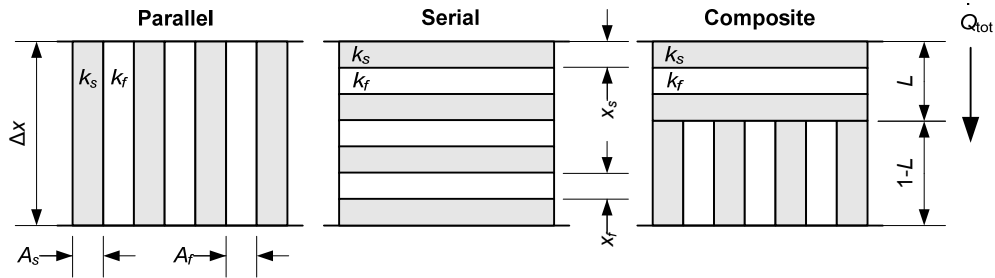 Parallel
Serial
Composite
Q̇tot
ks
kf
Δx
As
Af
ks
kf
xs
xf
ks
kf
L
1-L